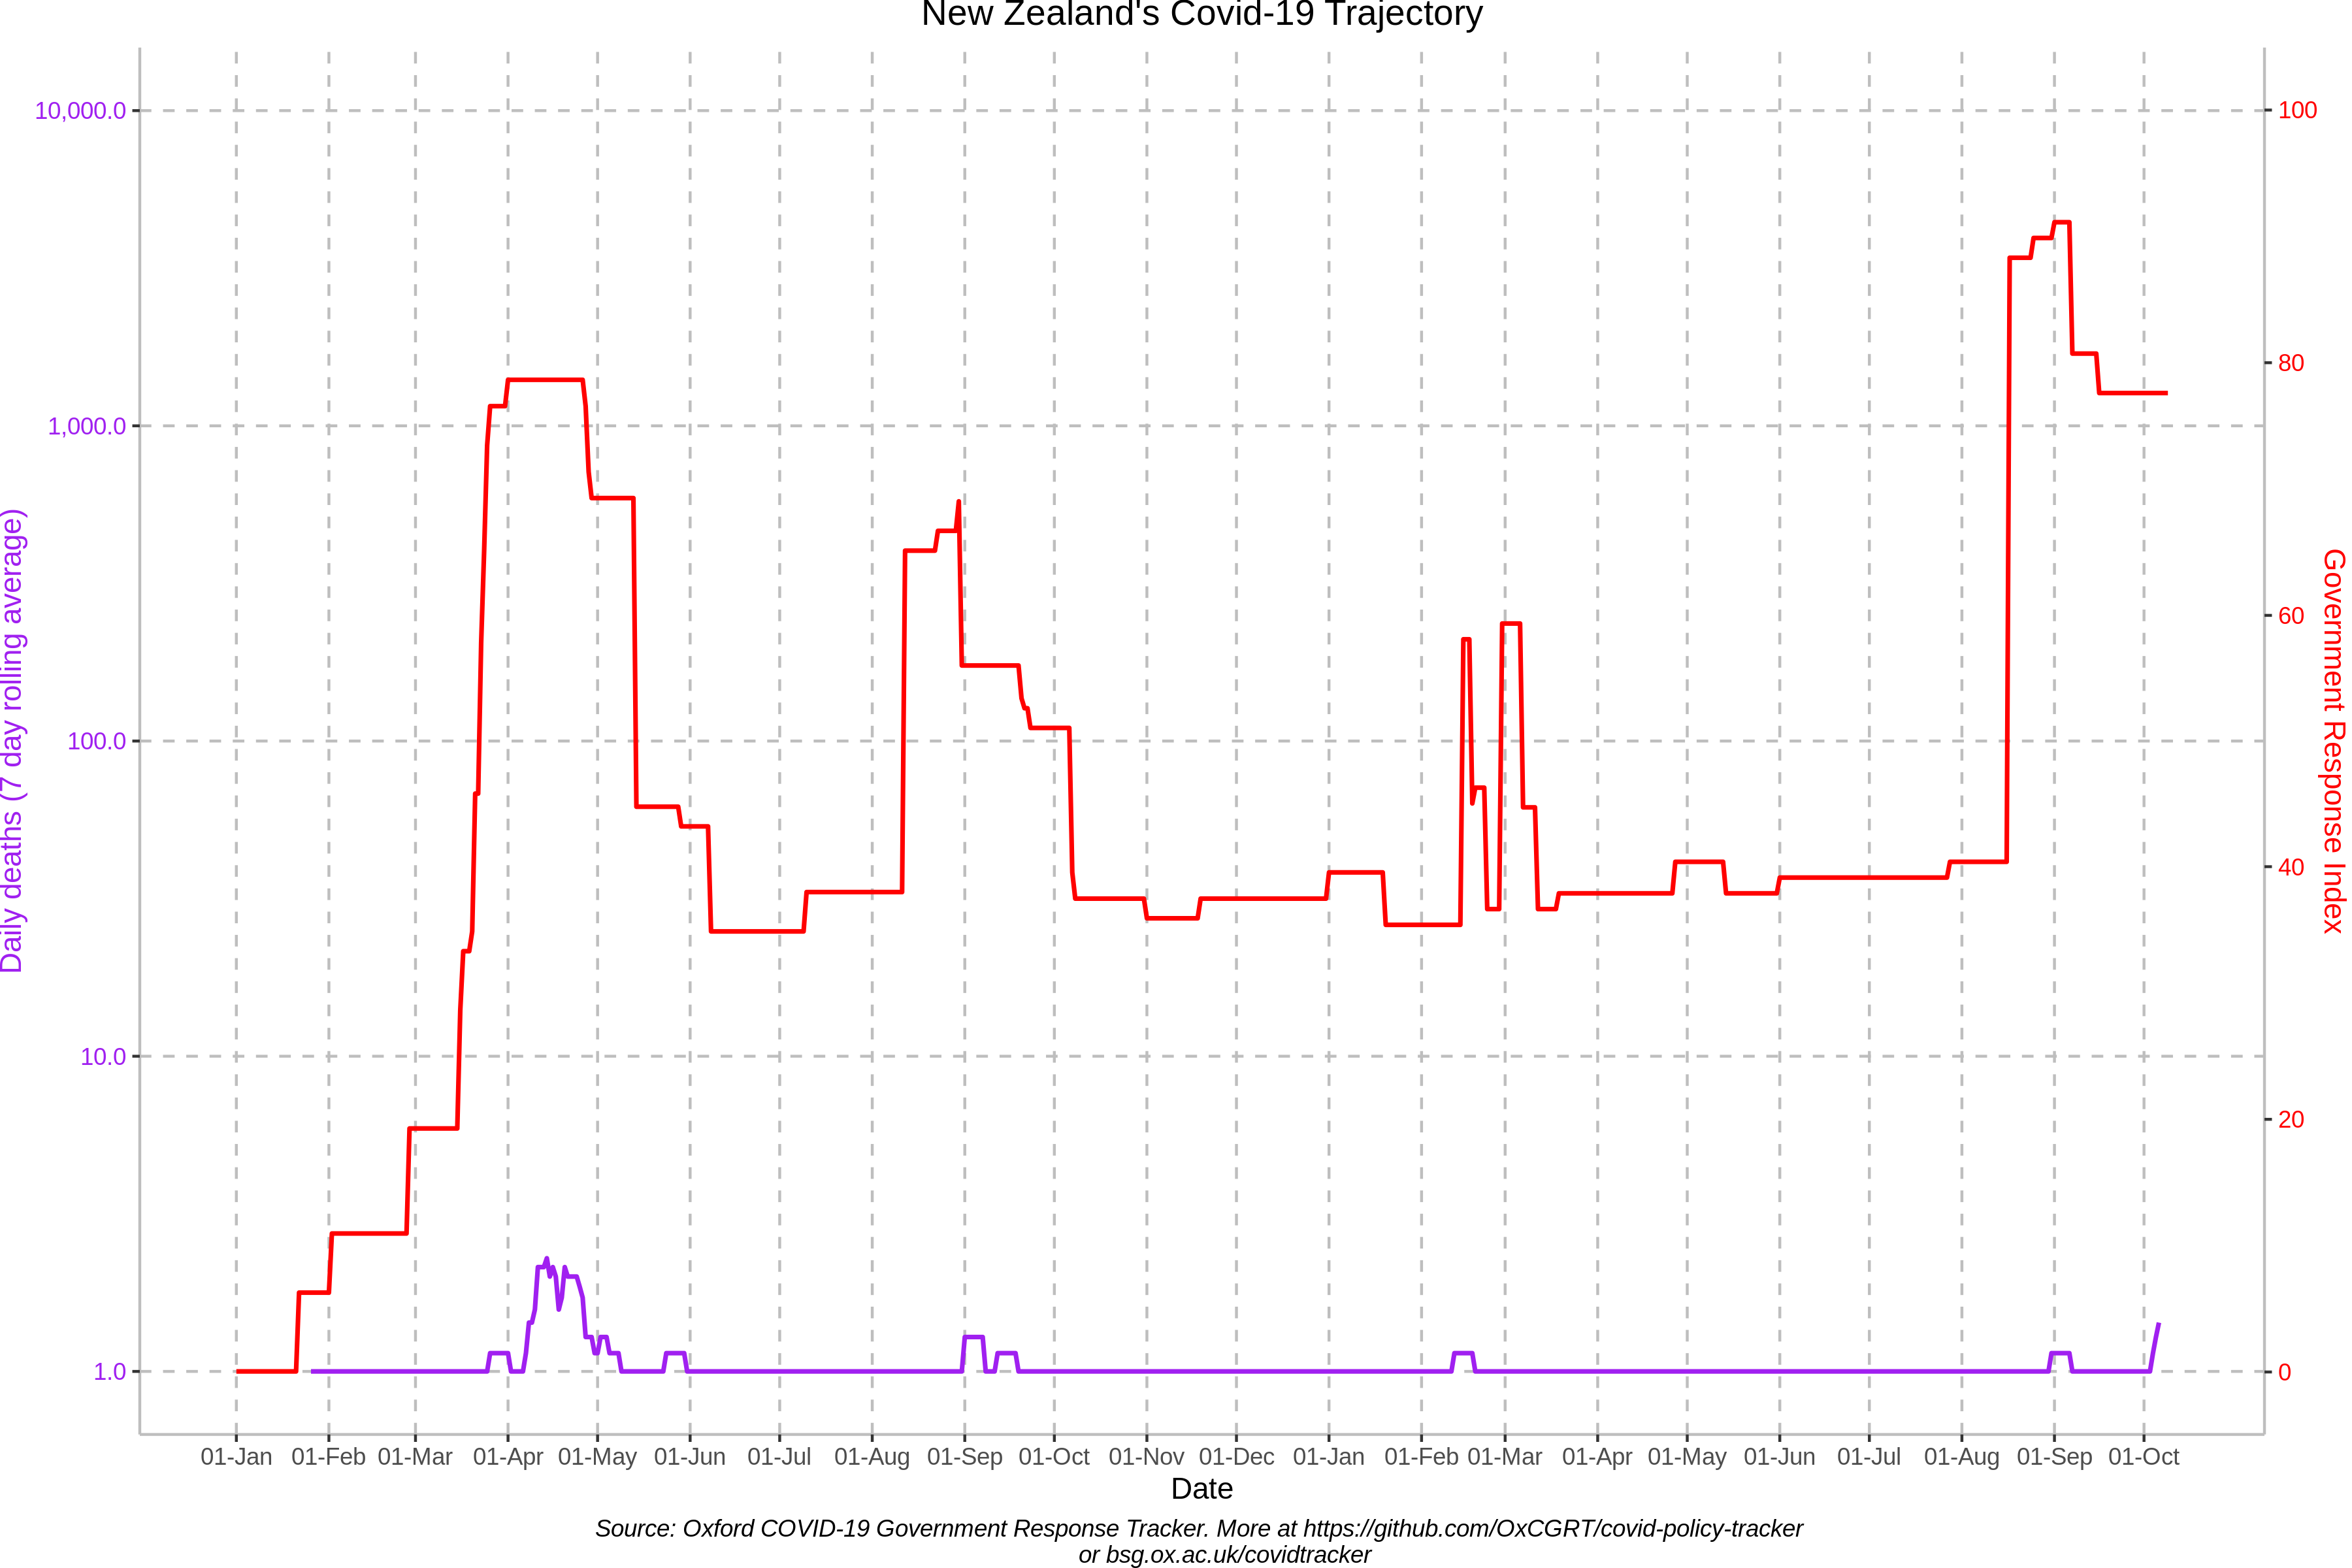 New Zealand's Covid-19 Trajectory
10,000.0
1,000.0
100.0
10.0
1.0
Daily deaths (7 day rolling average)
100
80
60
40
20
0
Government Response Index
01-Jan 01-Feb 01-Mar 01-Apr 01-May 01-Jun 01-Jul 01-Aug 01-Sep 01-Oct 01-Nov 01-Dec 01-Jan 01-Feb 01-Mar 01-Apr 01-May 01-Jun 01-Jul 01-Aug 01-Sep 01-Oct
Date
Source: Oxford COVID-19 Government Response Tracker. More at https://github.com/OxCGRT/covid-policy-tracker
or bsg.ox.ac.uk/covidtracker